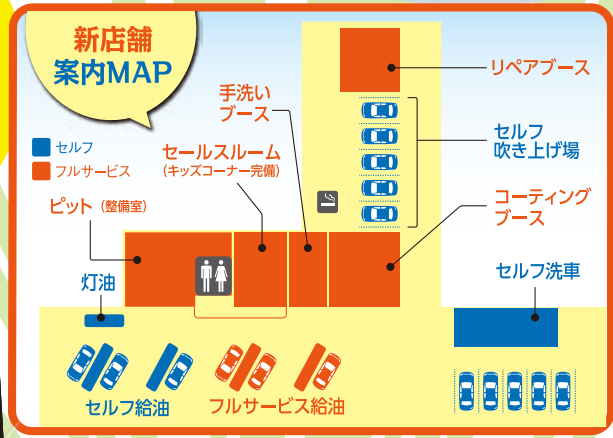 新店舗
案内MAP
セルフ
フルサービス
手洗い
ブース
セールスルーム
(キッズコーナー完備)
ピット(整備室)
灯油
リペアブース
セルフ
吹き上げ場
コーティング
ブース
セルフ洗車
セルフ給油
フルサービス給油